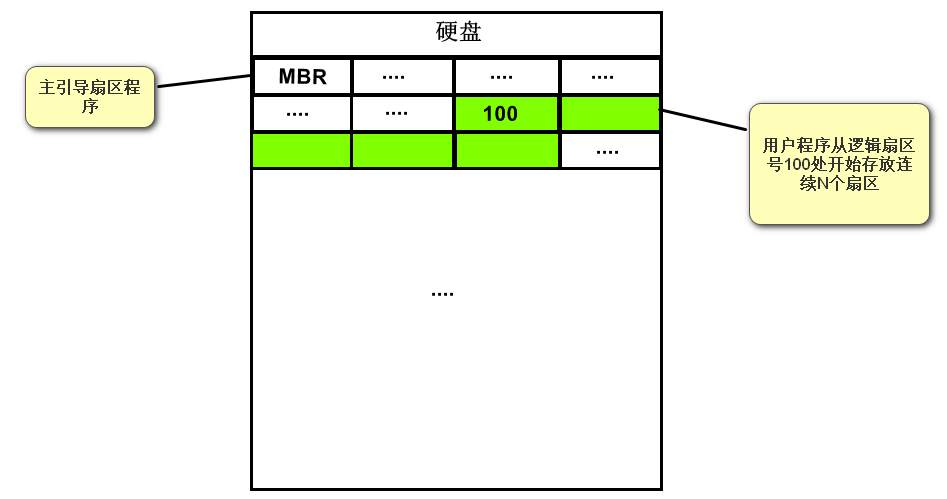 硬盘
主引导扇区程
序
MBR
....
....
....
....
....
100
....
用户程序从逻辑扇区
号100处开始存放连
续N个扇区
....